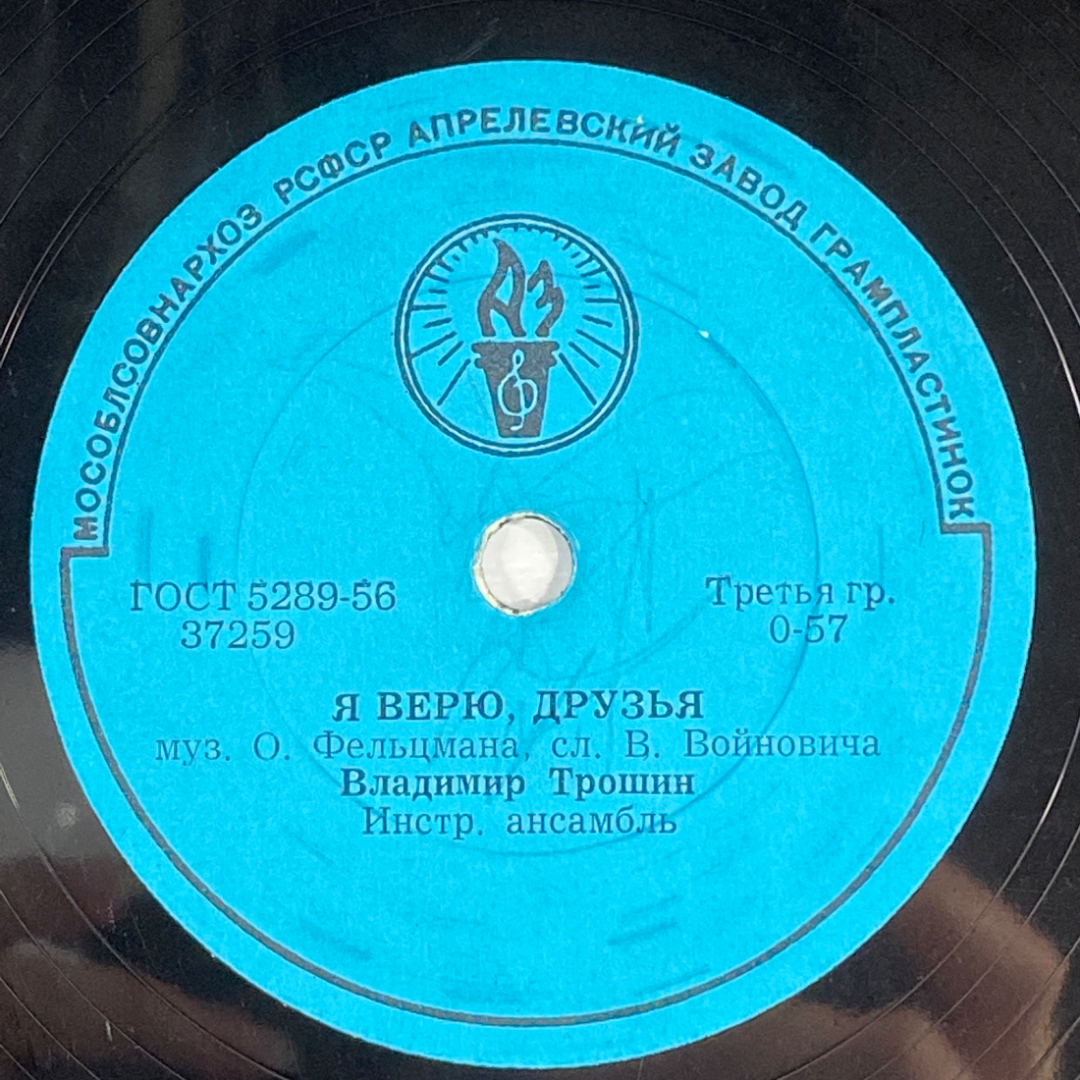 МОСОБЛСОВНАРХОЗ РСФСР АПРЕЛЕВСКИЙ ЗАВОД ГРАМПЛАСТИНОК
АЗ
ГОСТ 5289-56
37259
Третья гр.
0-57
Я ВЕРЮ, ДРУЗЬЯ
муз. О. Фельцмана, сл. В. Войновича
Владимир Трошин
Инстр. ансамбль